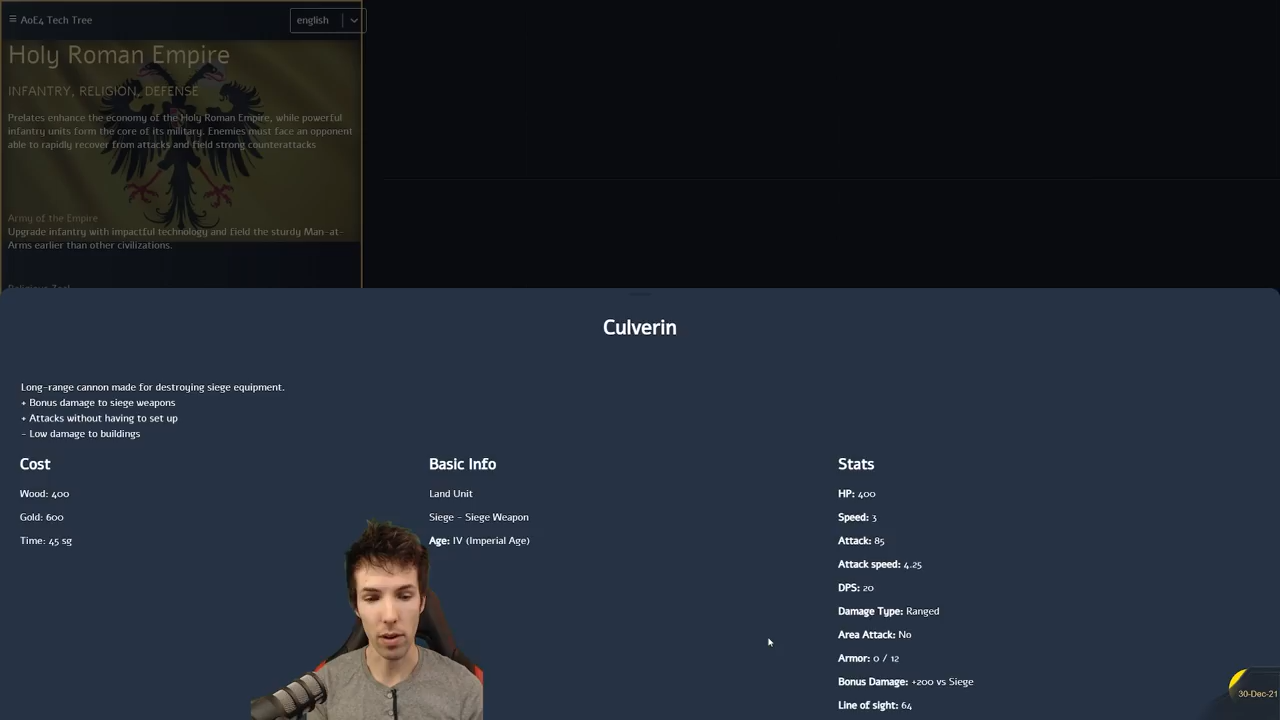 ≡ AoE4 Tech Tree
english
Holy Roman Empire
INFANTRY, RELIGION, DEFENSE
Prelates enhance the economy of the Holy Roman Empire, while powerful
infantry units form the core of its military. Enemies must face an opponent
able to rapidly recover from attacks and field strong counterattacks
Army of the Empire
Upgrade infantry with impactful technology and field the sturdy Man-at-
Arms earlier than other civilizations.
Culverin
Long-range cannon made for destroying siege equipment.
+ Bonus damage to siege weapons
+ Attacks without having to set up
- Low damage to buildings
Cost
Wood: 400
Gold: 600
Time: 45 sg
Basic Info
Land Unit
Siege - Siege Weapon
Age: IV (Imperial Age)
Stats
HP: 400
Speed: 3
Attack: 85
Attack speed: 4.25
DPS: 20
Damage Type: Ranged
Area Attack: No
Armor: 0 / 12
Bonus Damage: +200 vs Siege
Line of sight: 64
30-Dec-21